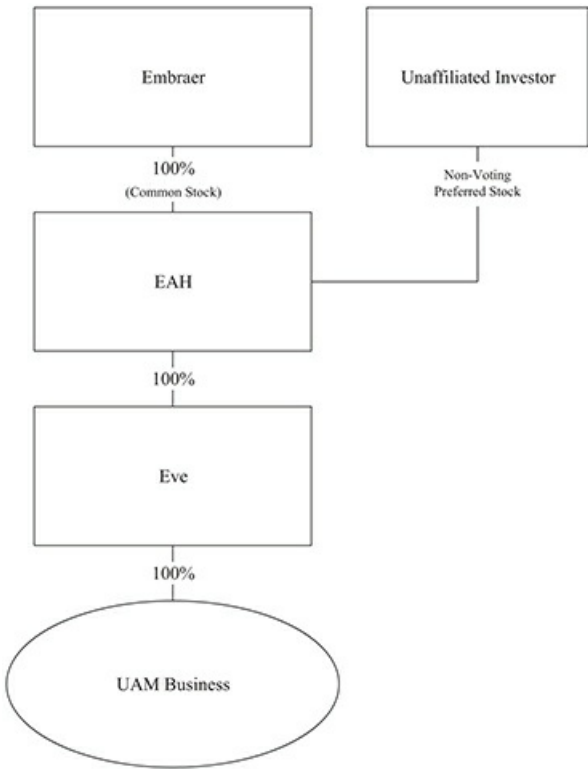 Embraer
Unaffiliated Investor
100%
(Common Stock)
Non-Voting
Preferred Stock
EAH
100%
Eve
100%
UAM Business